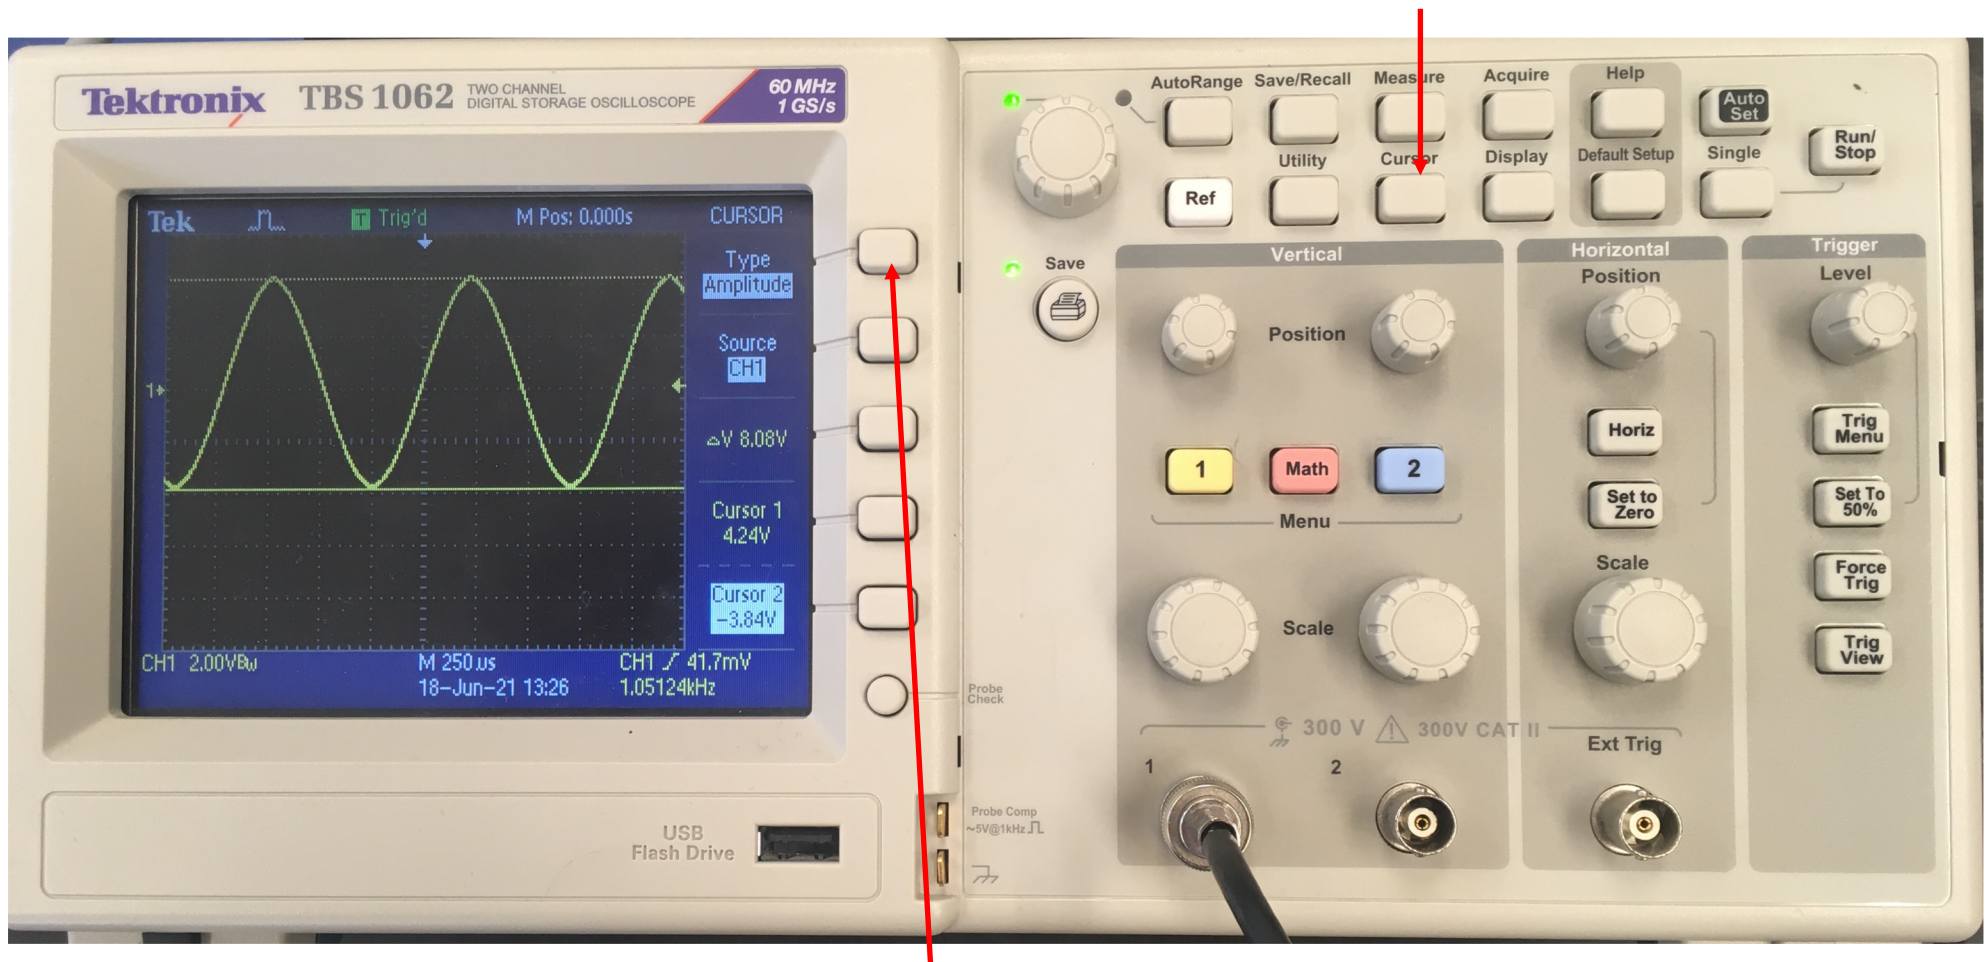 Tektronix TBS 1062 TWO CHANNEL
DIGITAL STORAGE OSCILLOSCOPE
60 MHz
1 GS/s
Tek Trig'd M Pos: 0.000s CURSOR
Type
Amplitude
Source
CH1
1
△V 8.08V
Cursor 1
4.24V
Cursor 2
-3.84V
CH1 2.00VBW M 250µs CH1 41.7mV
18-Jun-21 13:26 1.05124kHz
USB
Flash Drive
Probe
Check
Probe Comp
~5V@1kHz
AutoRange Save/Recall Measure Acquire Help
Auto
Set
Run/
Stop
Utility Cursor Display Default Setup Single
Ref
Save
Vertical
Position
1 Math 2
Menu
Scale
Horizontal
Position
Horiz
Set to
Zero
Scale
Trigger
Level
Trig
Menu
Set To
50%
Force
Trig
Trig
View
300 V 300V CAT II
Ext Trig
1 2